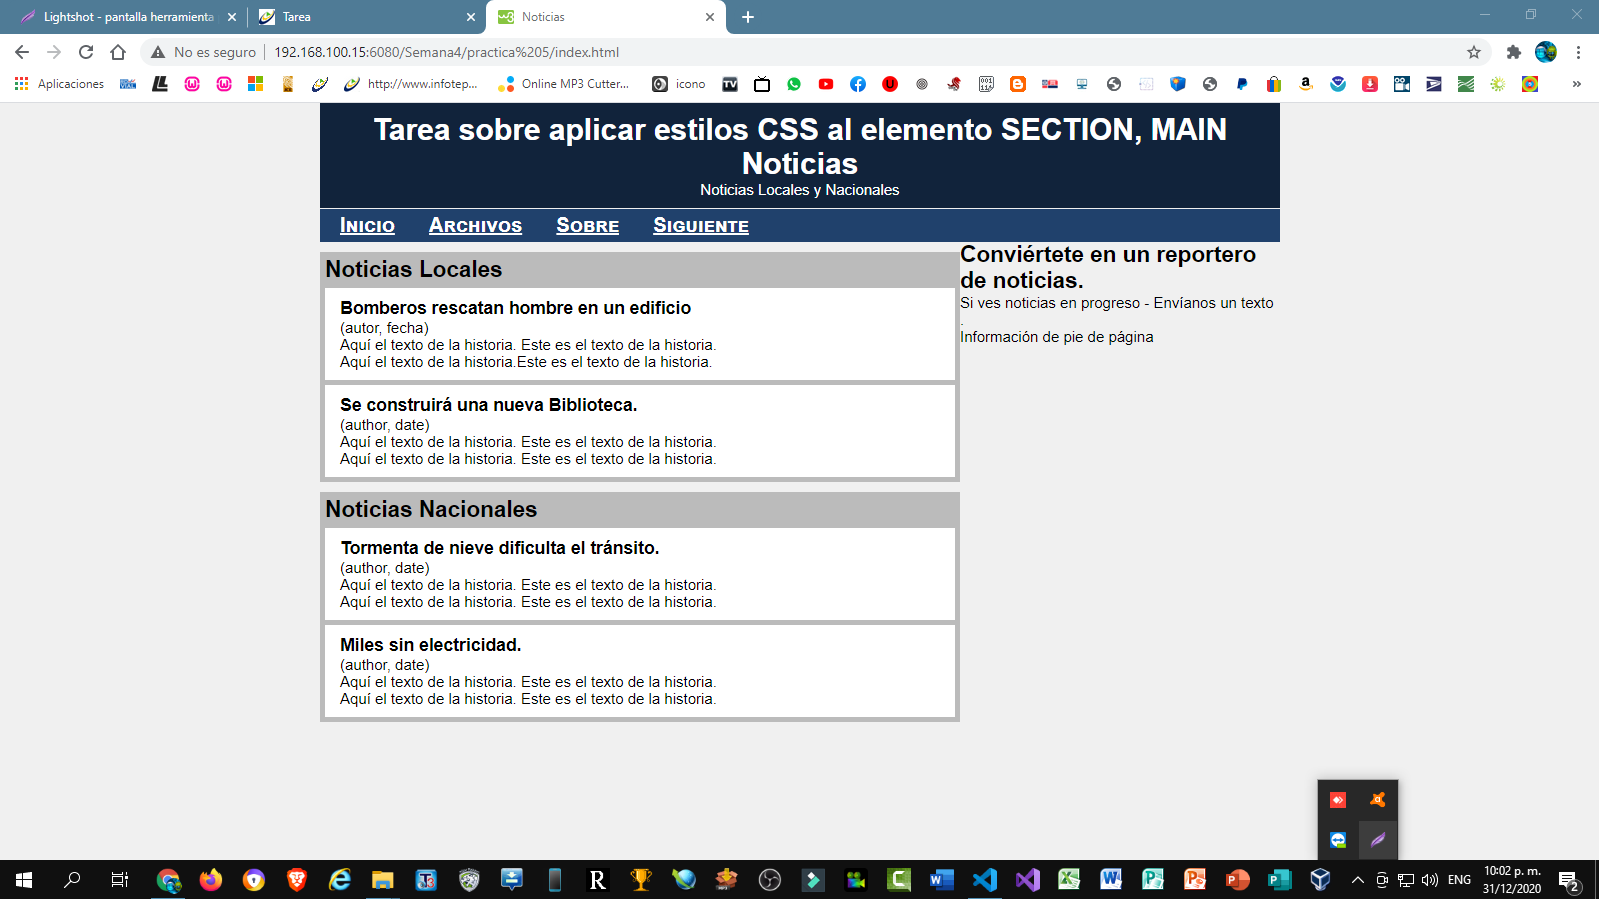 Lightshot - pantalla herramienta
Tarea
Noticias
No es seguro
192.168.100.15:6080/Semana4/practica%205/index.html
Aplicaciones
http://www.infotep...
Online MP3 Cutter...
icono
»
Tarea sobre aplicar estilos CSS al elemento SECTION, MAIN
Noticias
Noticias Locales y Nacionales
Inicio Archivos Sobre Siguiente
Noticias Locales
Bomberos rescatan hombre en un edificio
(autor, fecha)
Aquí el texto de la historia. Este es el texto de la historia.
Aquí el texto de la historia.Este es el texto de la historia.
Se construirá una nueva Biblioteca.
(author, date)
Aquí el texto de la historia. Este es el texto de la historia.
Aquí el texto de la historia. Este es el texto de la historia.
Noticias Nacionales
Tormenta de nieve dificulta el tránsito.
(author, date)
Aquí el texto de la historia. Este es el texto de la historia.
Aquí el texto de la historia. Este es el texto de la historia.
Miles sin electricidad.
(author, date)
Aquí el texto de la historia. Este es el texto de la historia.
Aquí el texto de la historia. Este es el texto de la historia.
Conviértete en un reportero
de noticias.
Si ves noticias en progreso - Envíanos un texto
.
Información de pie de página
ENG
10:02 p. m.
31/12/2020
2